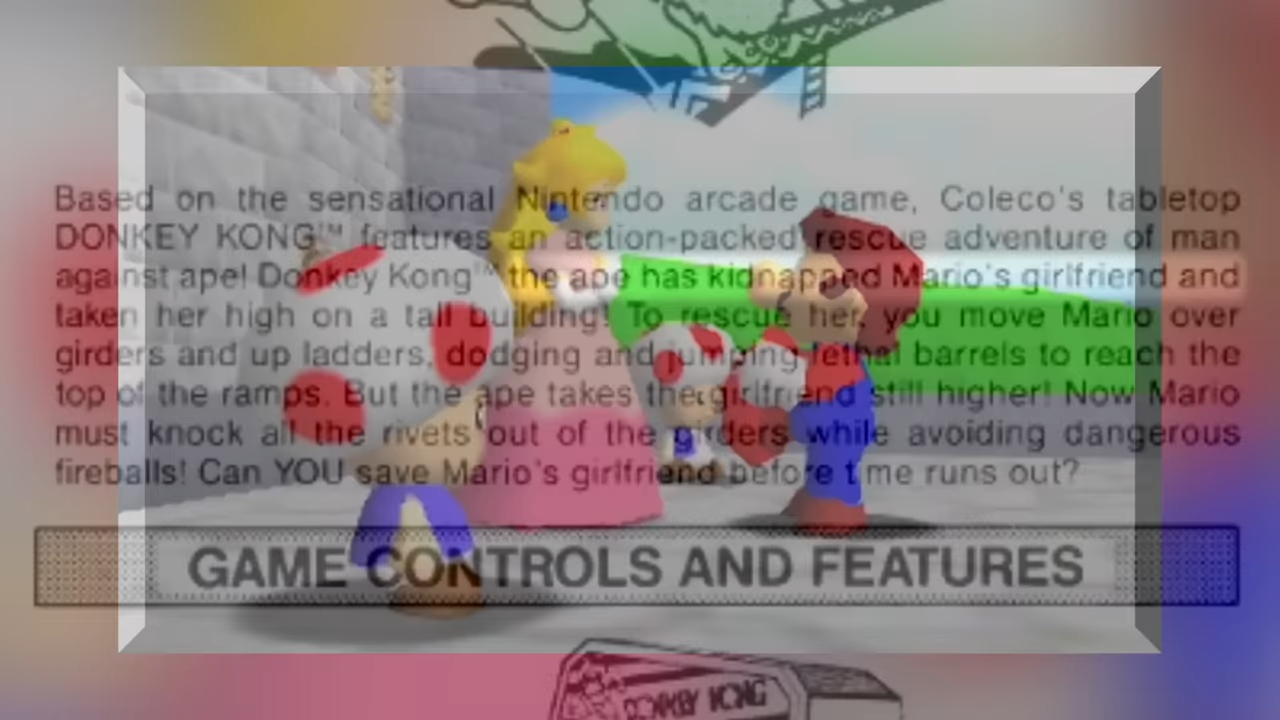 Based on the sensational Nintendo arcade game, Coleco's tabletop
DONKEY KONG™ features an action-packed rescue adventure of man
against ape! Donkey Kong™ the ape has kidnapped Mario's girlfriend and
taken her high on a tall building! To rescue her, you move Mario over
girders and up ladders, dodging and jumping lethal barrels to reach the
top of the ramps. But the ape takes the girlfriend still higher! Now Mario
must knock all the rivets out of the girders while avoiding dangerous
fireballs! Can YOU save Mario's girlfriend before time runs out?
GAME CONTROLS AND FEATURES
DONKEY KONG